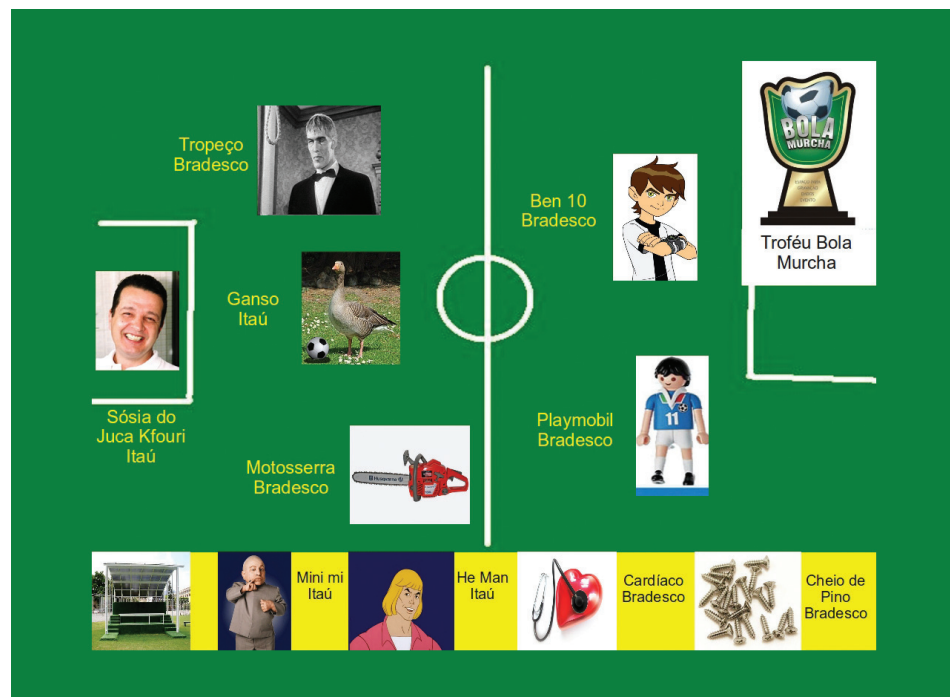 Tropeço
Bradesco
Ben 10
Bradesco
BOLA
MURCHA
Troféu Bola
Murcha
Ganso
Itaú
Sósia do
Juca Kfouri
Itaú
Playmobil
Bradesco
11
Motosserra
Bradesco
Husqvarna
Mini mi
Itaú
He Man
Itaú
Cardíaco
Bradesco
Cheio de
Pino
Bradesco